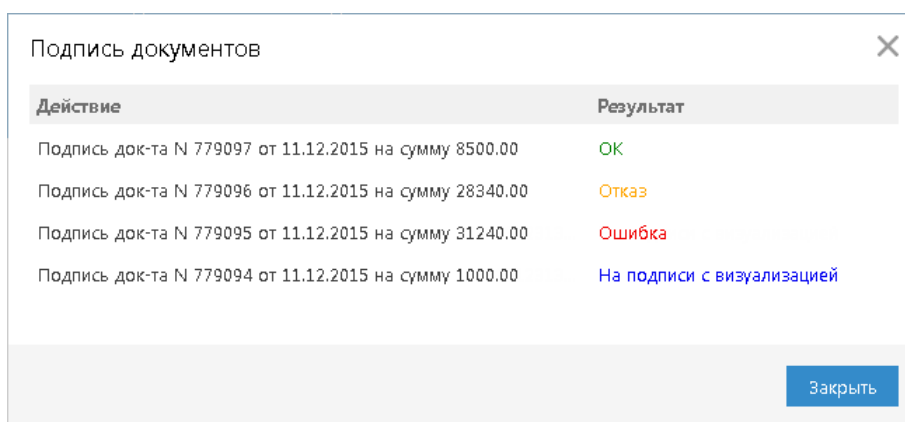 Подпись документов
Действие Результат
Подпись док-та N 779097 от 11.12.2015 на сумму 8500.00 ОК
Подпись док-та N 779096 от 11.12.2015 на сумму 28340.00 Отказ
Подпись док-та N 779095 от 11.12.2015 на сумму 31240.00 Ошибка
Подпись док-та N 779094 от 11.12.2015 на сумму 1000.00 На подписи с визуализацией
Закрыть